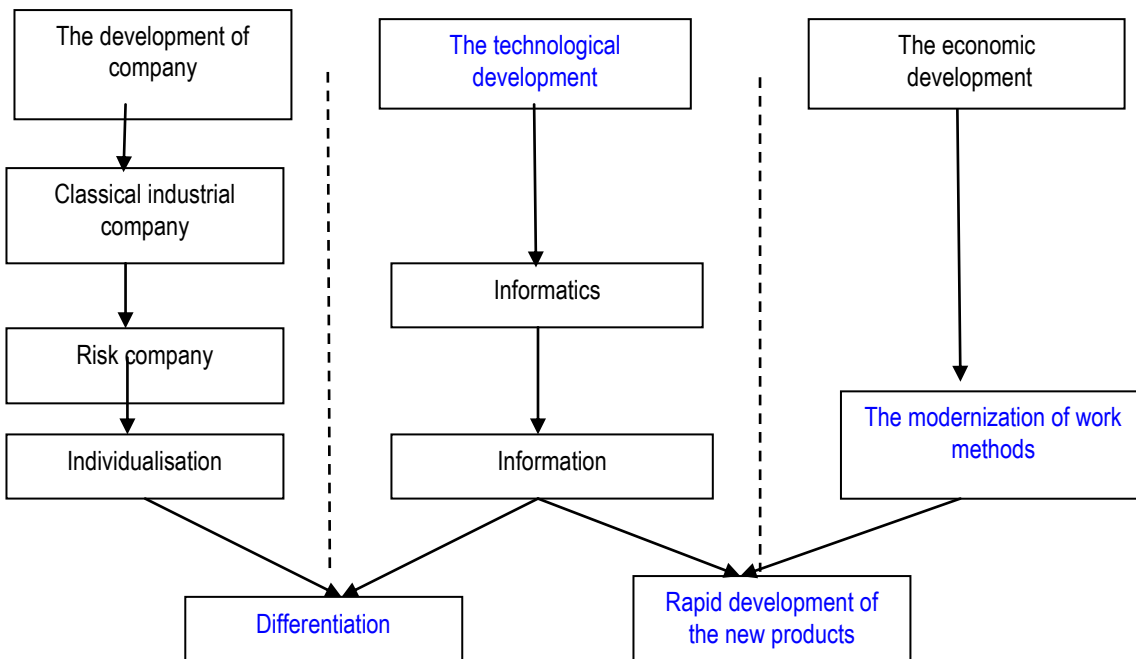 The development of
company
The technological
development
The economic
development
Classical industrial
company
Informatics
Risk company
The modernization of work
methods
Individualisation
Information
Differentiation
Rapid development of
the new products